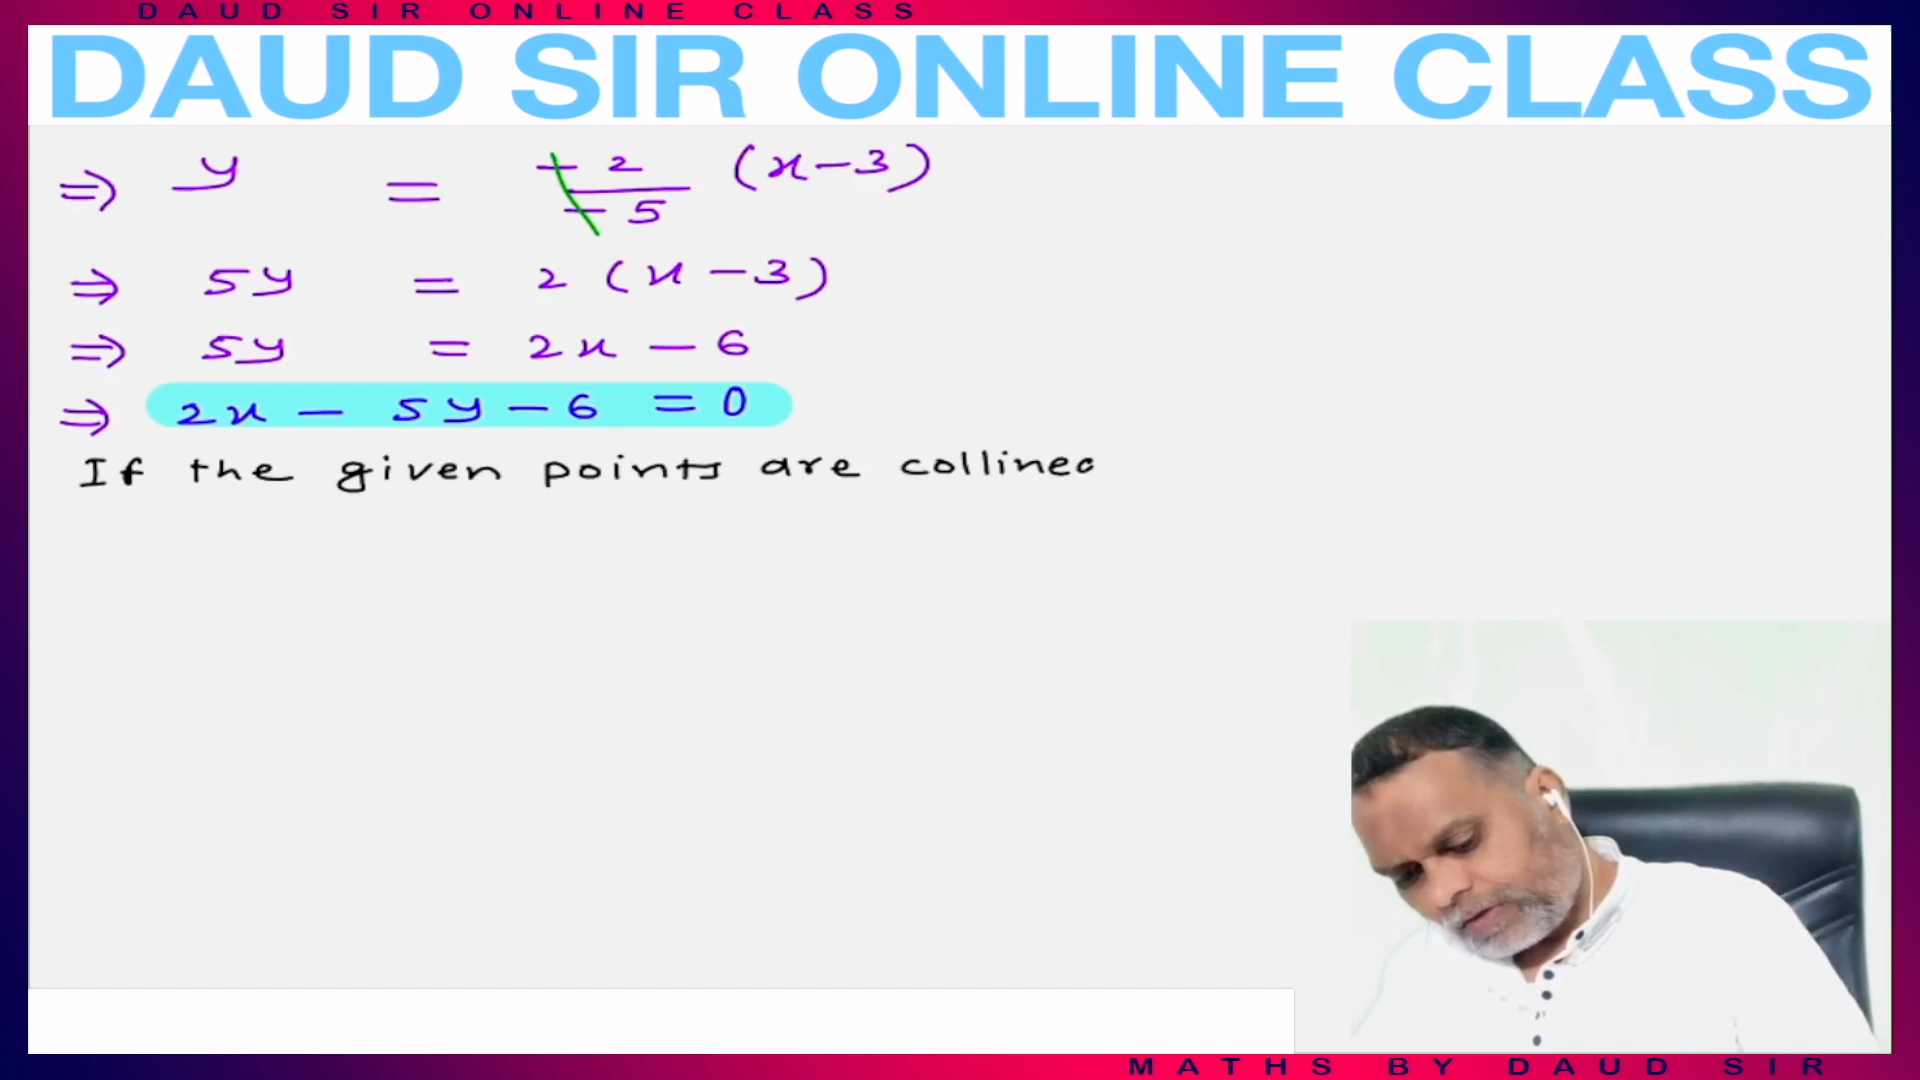 DAUD SIR ONLINE CLASS
DAUD SIR ONLINE CLASS
⇒ y = -2/-5 (x-3)
⇒ 5y = 2(x-3)
⇒ 5y = 2x - 6
⇒ 2x - 5y - 6 = 0
If the given points are collinea
MATHS BY DAUD SIR